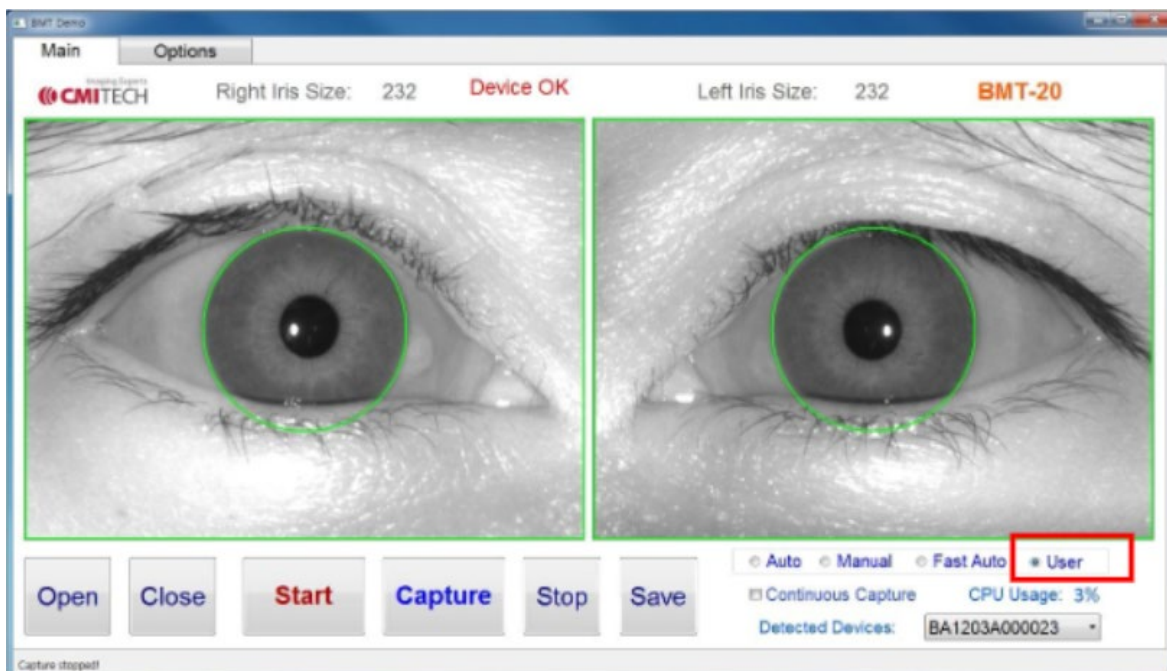 BMT Demo
Main Options
Imaging Experts
CMITECH Right Iris Size: 232 Device OK Left Iris Size: 232 BMT-20
Auto Manual Fast Auto User
Open Close Start Capture Stop Save
Continuous Capture CPU Usage: 3%
Detected Devices: BA1203A000023
Capture stopped!